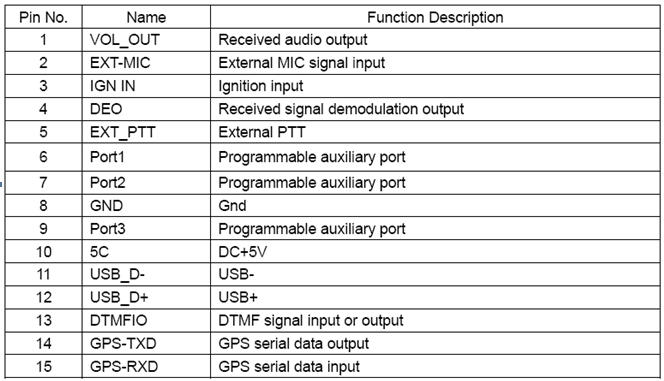 Pin No. Name Function Description
1 VOL_OUT Received audio output
2 EXT-MIC External MIC signal input
3 IGN IN Ignition input
4 DEO Received signal demodulation output
5 EXT_PTT External PTT
6 Port1 Programmable auxiliary port
7 Port2 Programmable auxiliary port
8 GND Gnd
9 Port3 Programmable auxiliary port
10 5C DC+5V
11 USB_D- USB-
12 USB_D+ USB+
13 DTMFIO DTMF signal input or output
14 GPS-TXD GPS serial data output
15 GPS-RXD GPS serial data input